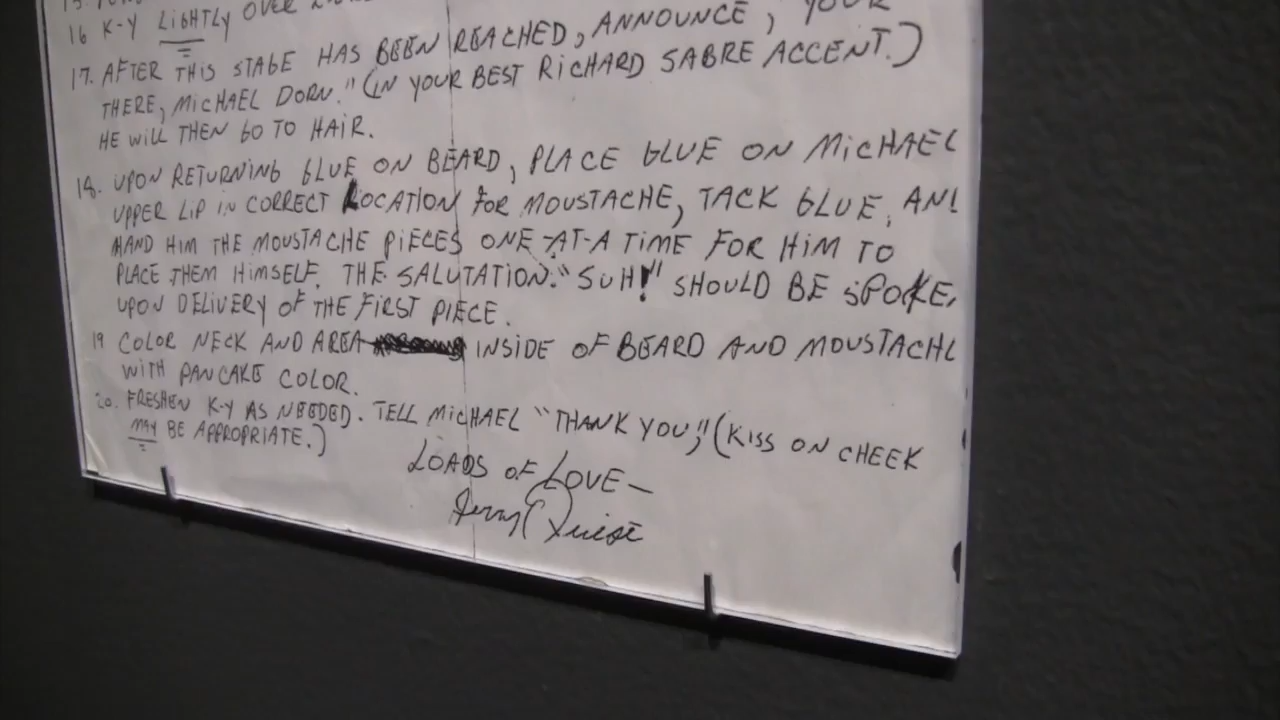 16 K-Y LIGHTLY OVER
17. AFTER THIS STAGE HAS BEEN REACHED, ANNOUNCE, YOUR
THERE, MICHAEL DORN." (IN YOUR BEST RICHARD SABRE ACCENT.)
HE WILL THEN GO TO HAIR.
18. UPON RETURNING GLUE ON BEARD, PLACE GLUE ON MICHAEL
UPPER LIP IN CORRECT LOCATION FOR MOUSTACHE, TACK GLUE, AN
HAND HIM THE MOUSTACHE PIECES ONE-AT-A TIME FOR HIM TO
PLACE THEM HIMSELF. THE SALUTATION: "SUH!" SHOULD BE SPOKE
UPON DELIVERY OF THE FIRST PIECE.
19 COLOR NECK AND AREA INSIDE OF BEARD AND MOUSTACHE
WITH PANCAKE COLOR.
20. FRESHEN K-Y AS NEEDED. TELL MICHAEL "THANK YOU," (KISS ON CHEEK
MAY BE APPROPRIATE.)
LOADS OF LOVE—